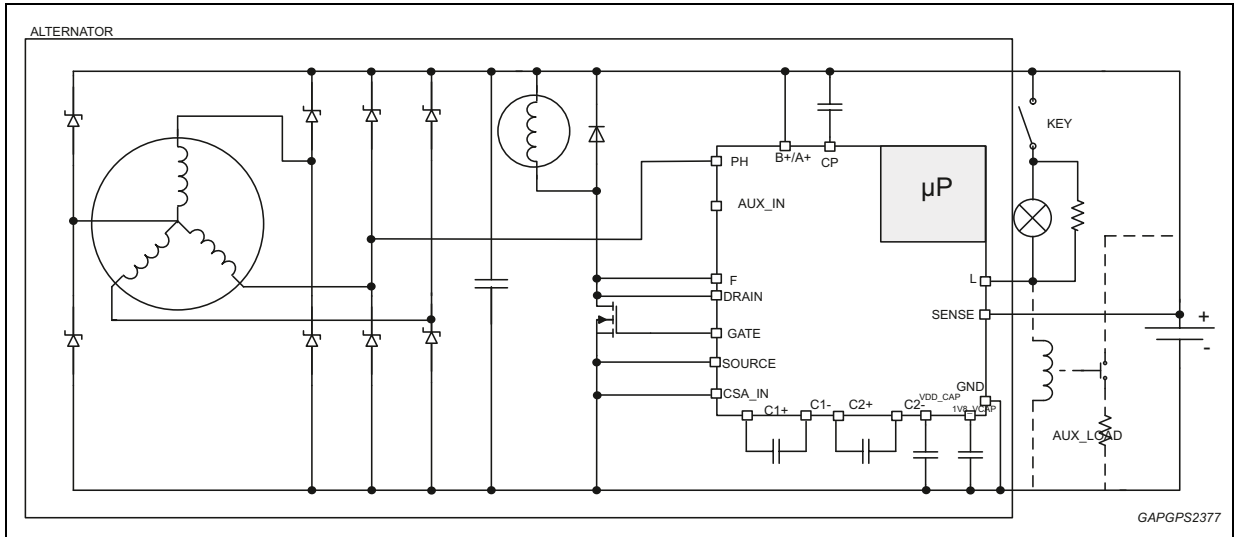 ALTERNATOR
KEY
B+/A+
CP
PH
µP
AUX_IN
F
L
DRAIN
SENSE
+
GATE
-
SOURCE
GND
CSA_IN
C1+
C1-
C2+
C2-
VDD_CAP
1V8_VCAP
AUX_LOAD
GAPGPS2377